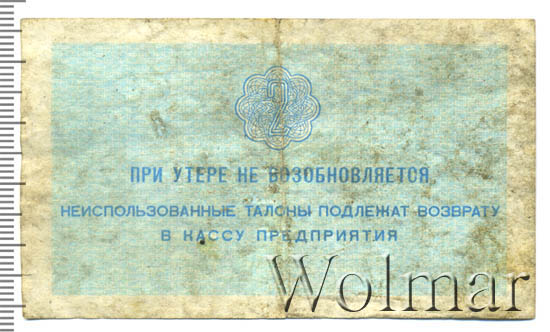 2
ПРИ УТЕРЕ НЕ ВОЗОБНОВЛЯЕТСЯ
НЕИСПОЛЬЗОВАННЫЕ ТАЛОНЫ ПОДЛЕЖАТ ВОЗВРАТУ
В КАССУ ПРЕДПРИЯТИЯ
Wolmar